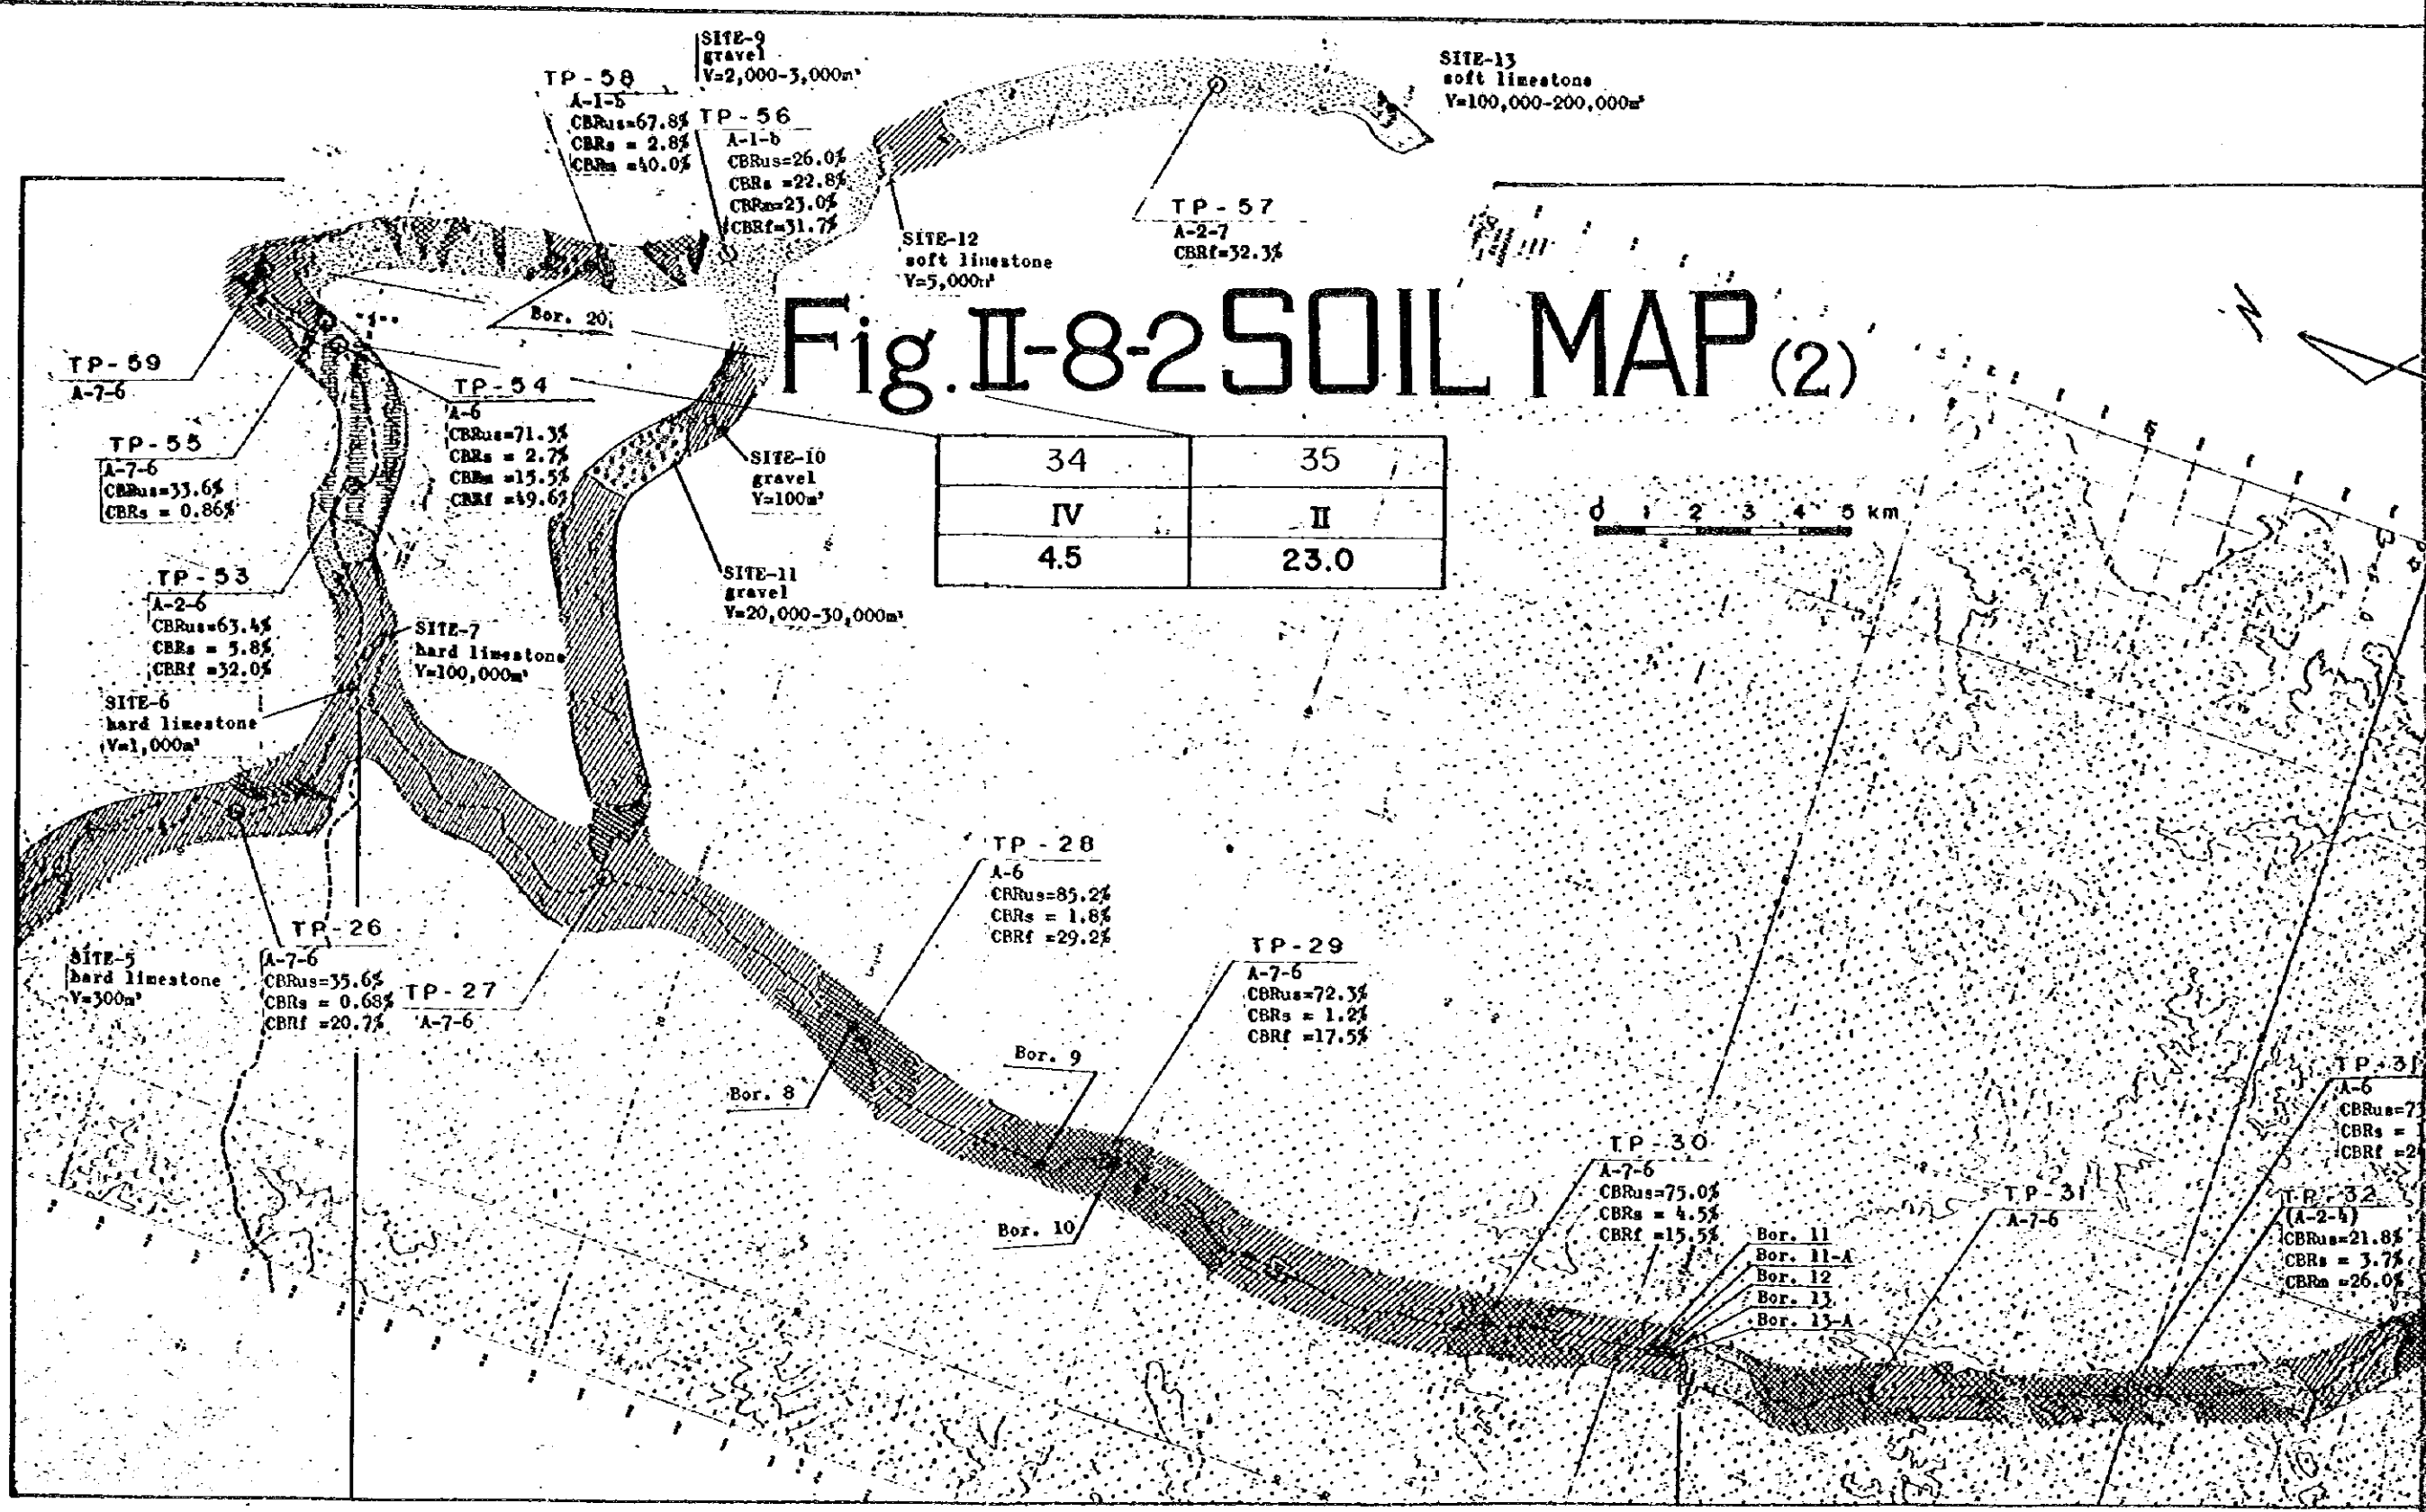 SITE-9
gravel
V=2,000-3,000m³
TP-58
A-1-b
CBRus=67.8%
CBRs = 2.8%
CBRm =40.0%
TP-56
A-1-b
CBRus=26.0%
CBRs =22.8%
CBRm=23.0%
CBRf=31.7%
SITE-13
soft limestone
V=100,000-200,000m³
SITE-12
soft limestone
V=5,000m³
TP-57
A-2-7
CBRf=32.3%
Fig.II-8-2 SOIL MAP (2)
N
Bor. 20
TP-59
A-7-6
TP-55
A-7-6
CBRus=33.6%
CBRs = 0.86%
TP-54
A-6
CBRus=71.3%
CBRs = 2.7%
CBRm =15.5%
CBRf =49.6%
SITE-10
gravel
V=100m³
34 35
IV II
4.5 23.0
0 1 2 3 4 5 km
SITE-11
gravel
V=20,000-30,000m³
TP-53
A-2-6
CBRus=63.4%
CBRs = 5.8%
CBRf =32.0%
SITE-7
hard limestone
V=100,000m³
SITE-6
hard limestone
V=1,000m³
SITE-5
hard limestone
V=300m³
TP-26
A-7-6
CBRus=35.6%
CBRs = 0.68%
CBRf =20.7%
TP-27
A-7-6
TP-28
A-6
CBRus=85.2%
CBRs = 1.8%
CBRf =29.2%
Bor. 8
Bor. 9
TP-29
A-7-6
CBRus=72.3%
CBRs = 1.2%
CBRf =17.5%
Bor. 10
TP-30
A-7-6
CBRus=75.0%
CBRs = 4.5%
CBRf =15.5%
Bor. 11
Bor. 11-A
Bor. 12
Bor. 13
Bor. 13-A
TP-31
A-7-6
TP-31
A-6
CBRus=7
CBRs =
CBRf =2
TP-32
(A-2-4)
CBRus=21.8%
CBRs = 3.7%
CBRm =26.0%